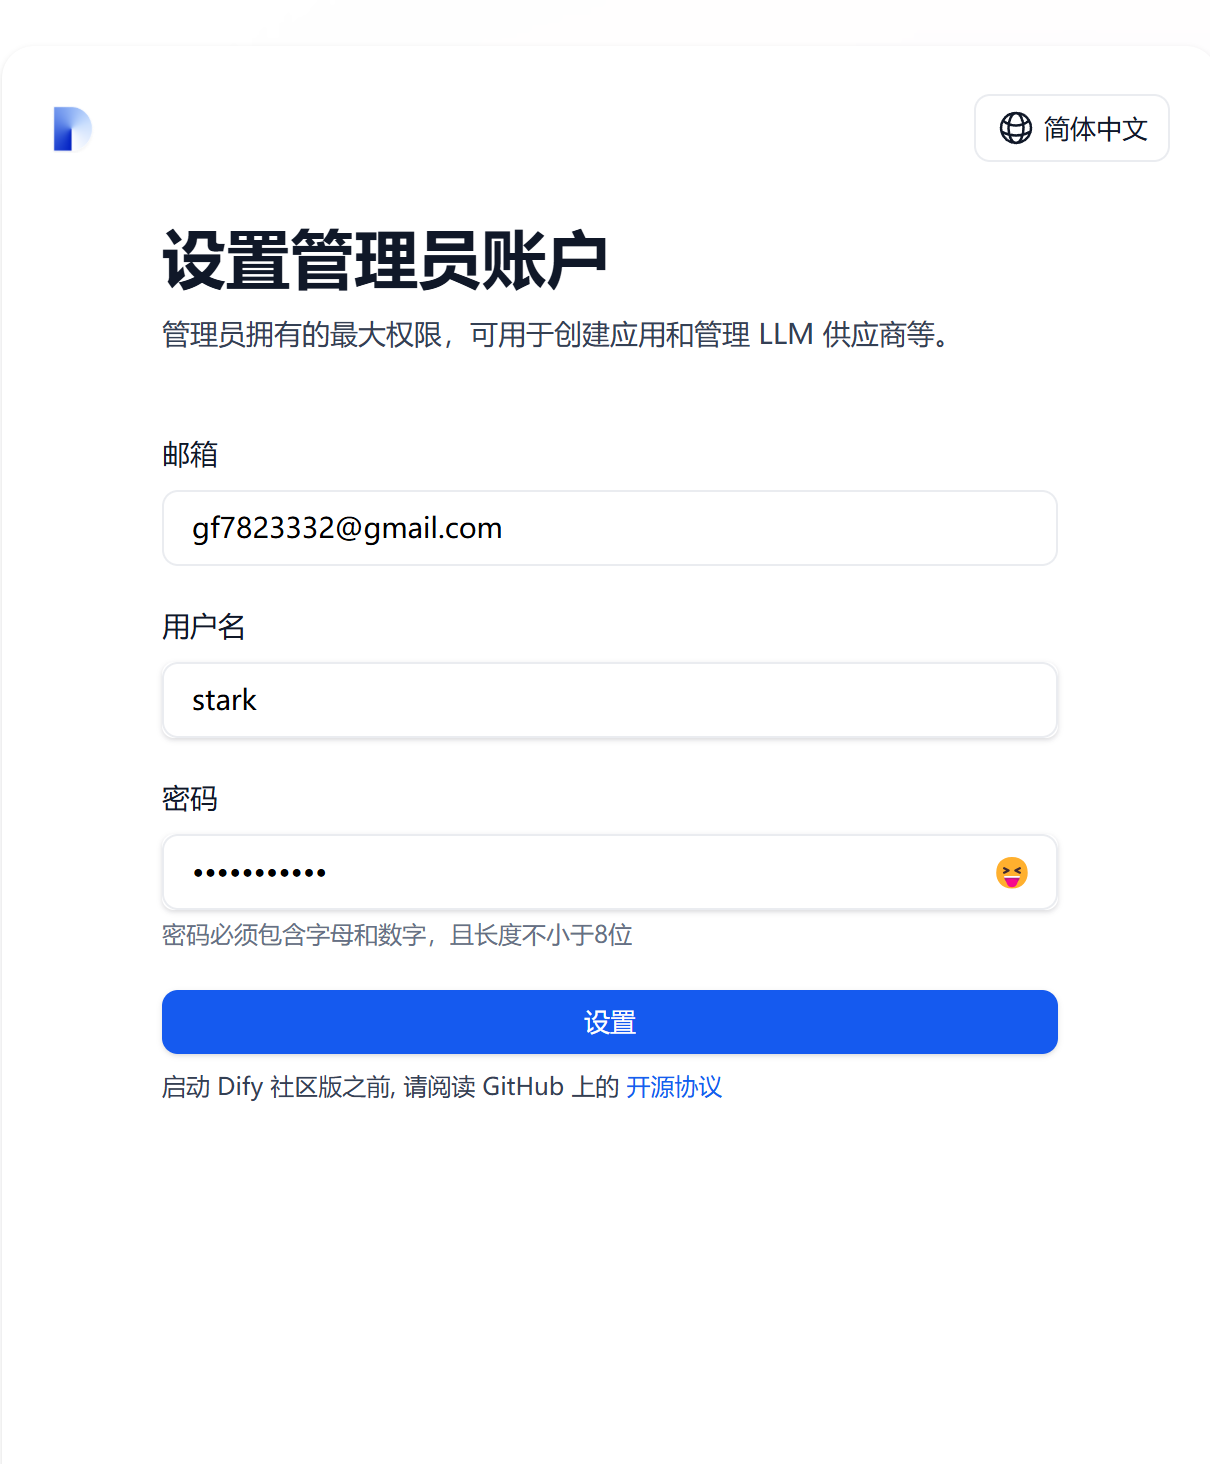 简体中文
设置管理员账户
管理员拥有的最大权限，可用于创建应用和管理 LLM 供应商等。
邮箱
gf7823332@gmail.com
用户名
stark
密码
•••••••••••
密码必须包含字母和数字，且长度不小于8位
设置
启动 Dify 社区版之前, 请阅读 GitHub 上的 开源协议